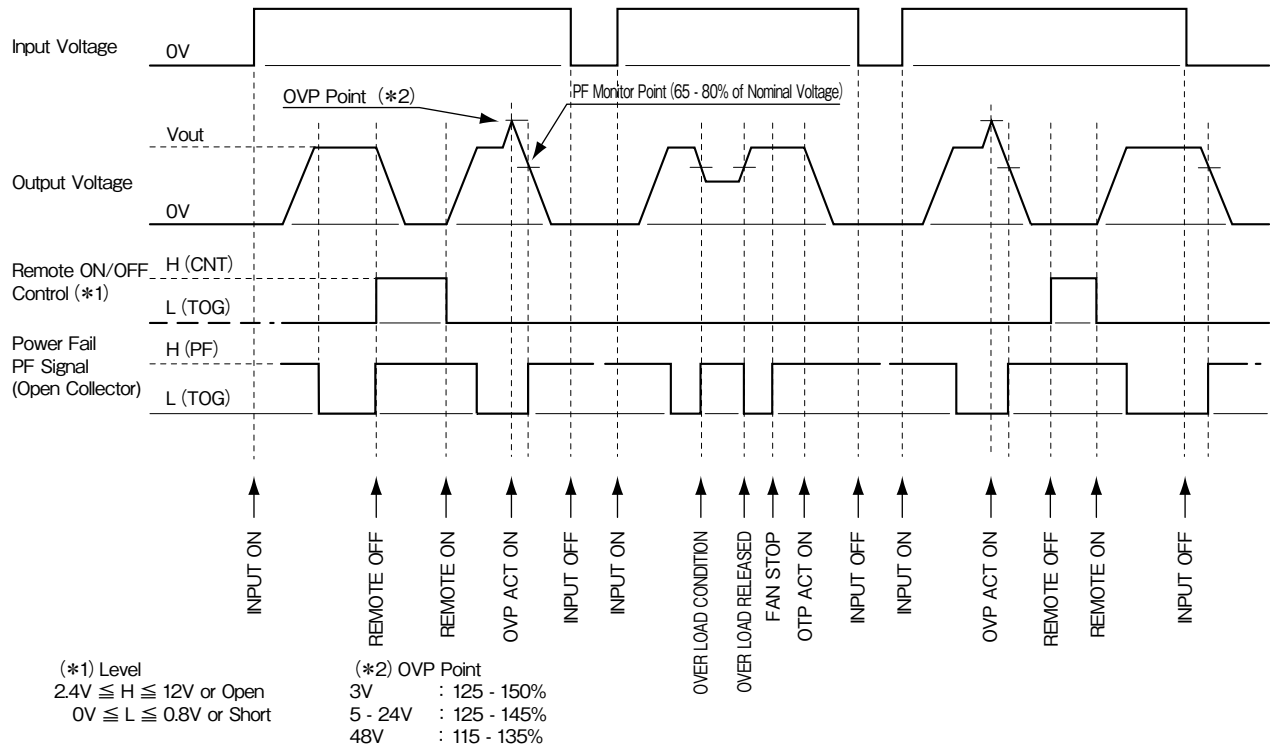 Input Voltage
0V
OVP Point (*2)
PF Monitor Point (65 - 80% of Nominal Voltage)
Vout
Output Voltage
0V
Remote ON/OFF
Control (*1)
H (CNT)
L (TOG)
Power Fail
PF Signal
(Open Collector)
H (PF)
L (TOG)
INPUT ON
REMOTE OFF
REMOTE ON
OVP ACT ON
INPUT OFF
INPUT ON
OVER LOAD CONDITION
OVER LOAD RELEASED
FAN STOP
OTP ACT ON
INPUT OFF
INPUT ON
OVP ACT ON
REMOTE OFF
REMOTE ON
INPUT OFF
(*1) Level
2.4V ≦ H ≦ 12V or Open
0V ≦ L ≦ 0.8V or Short
(*2) OVP Point
3V : 125 - 150%
5 - 24V : 125 - 145%
48V : 115 - 135%